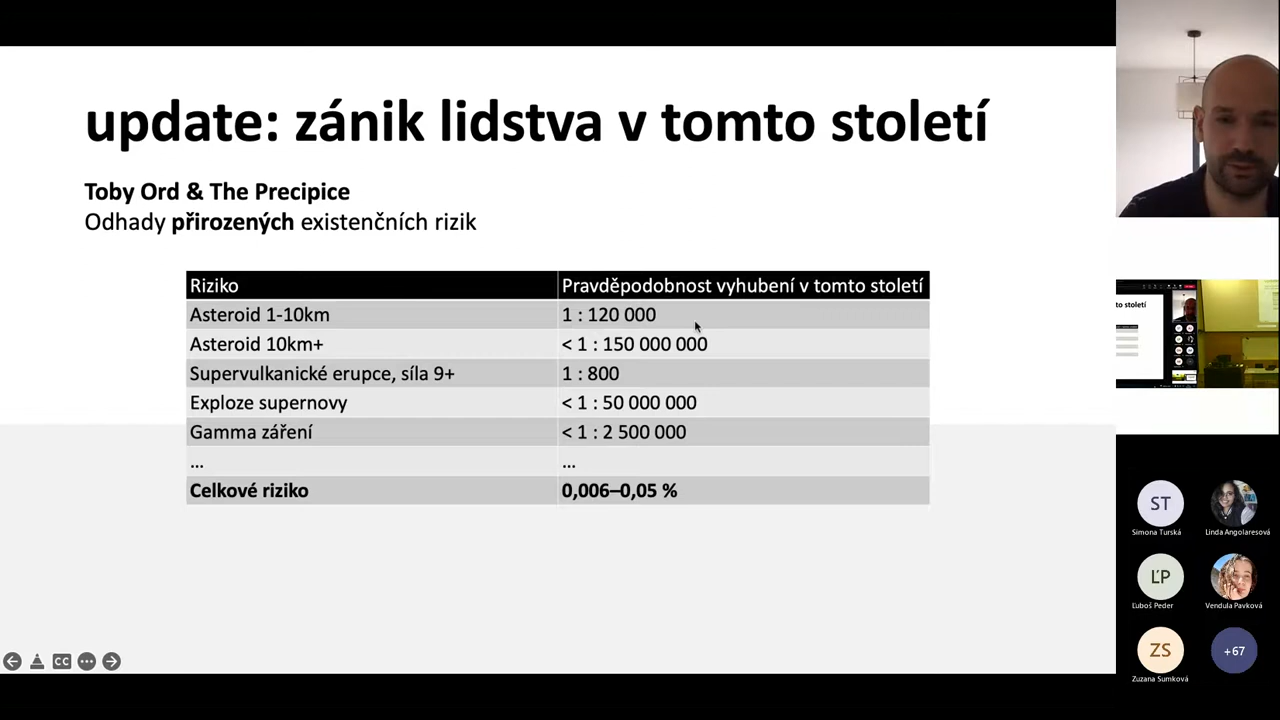 update: zánik lidstva v tomto století
Toby Ord & The Precipice
Odhady přirozených existenčních rizik
Riziko Pravděpodobnost vyhubení v tomto století
Asteroid 1-10km 1 : 120 000
Asteroid 10km+ < 1 : 150 000 000
Supervulkanické erupce, síla 9+ 1 : 800
Exploze supernovy < 1 : 50 000 000
Gamma záření < 1 : 2 500 000
... ...
Celkové riziko 0,006–0,05 %
CC
o století
ST
Simona Turská
Linda Angolaresová
ĽP
Ľuboš Peder
Vendula Pavková
ZS
Zuzana Sumková
+67